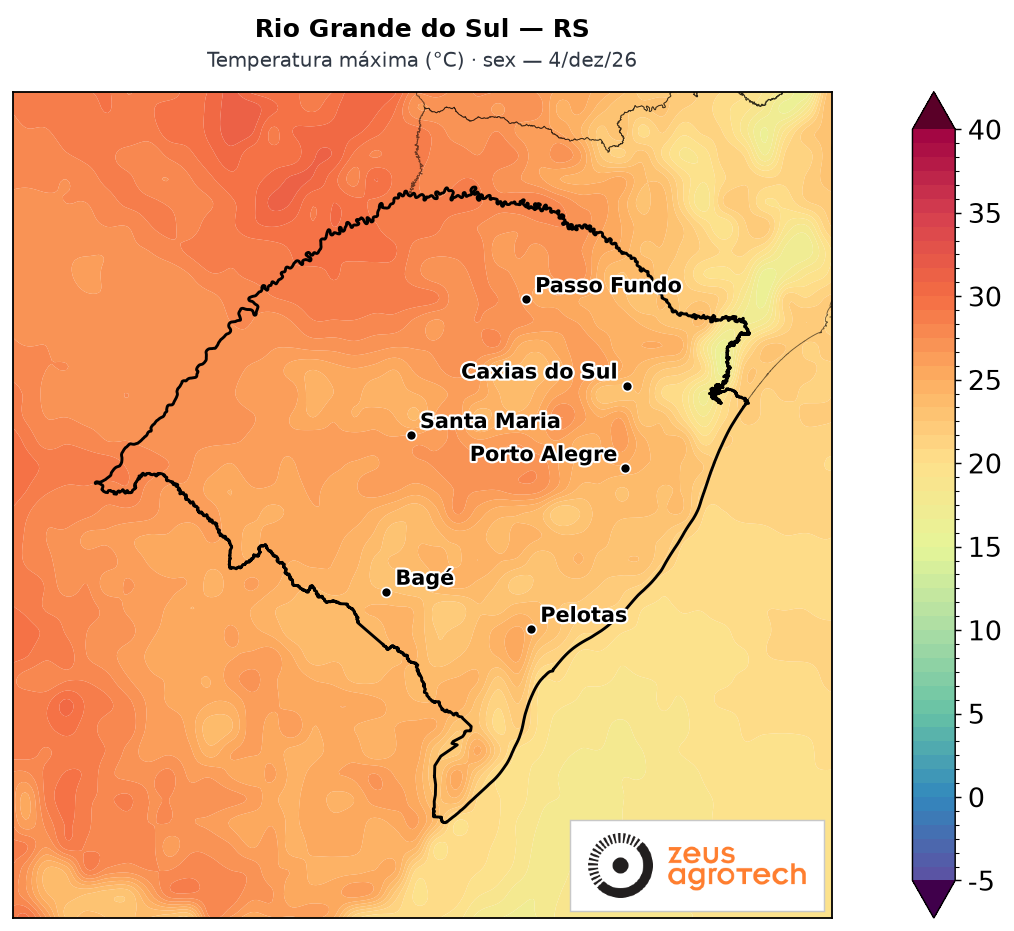 Rio Grande do Sul — RS
Temperatura máxima (°C) · sex — 4/dez/26
Passo Fundo
Caxias do Sul
Santa Maria
Porto Alegre
Bagé
Pelotas
40
35
30
25
20
15
10
5
0
-5
zeus
agrotech